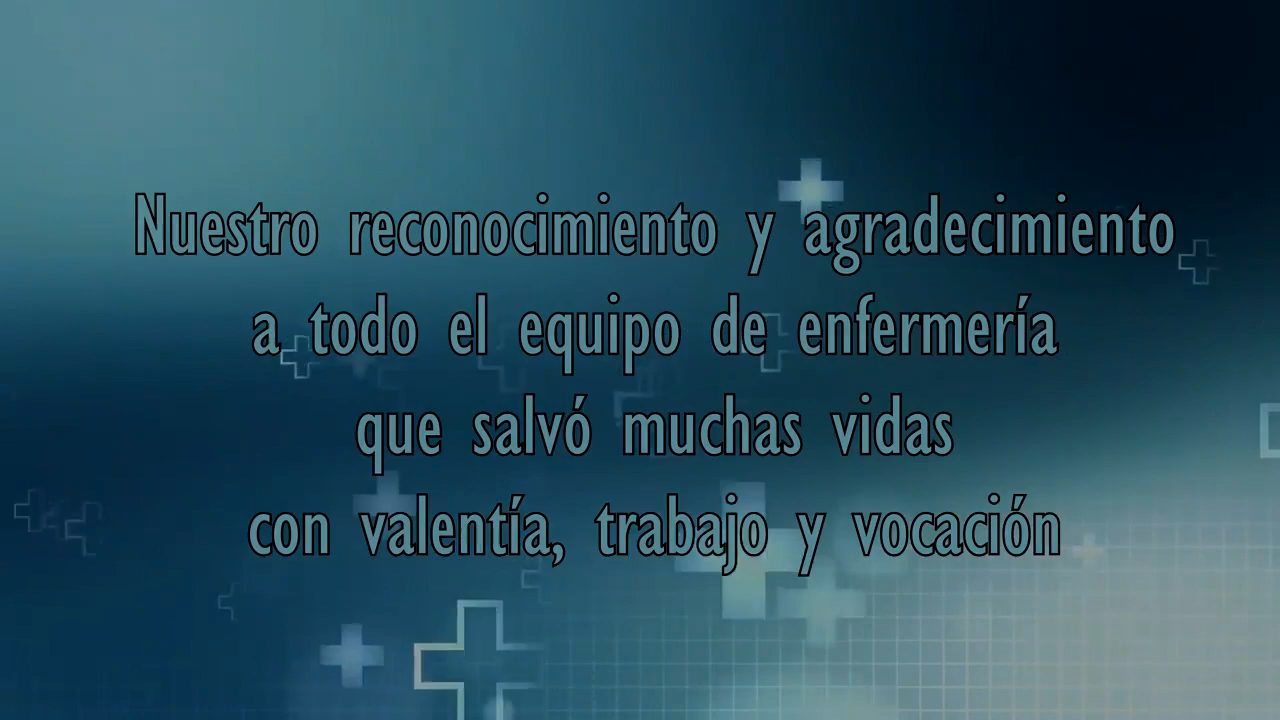 Nuestro reconocimiento y agradecimiento
a todo el equipo de enfermería
que salvó muchas vidas
con valentía, trabajo y vocación